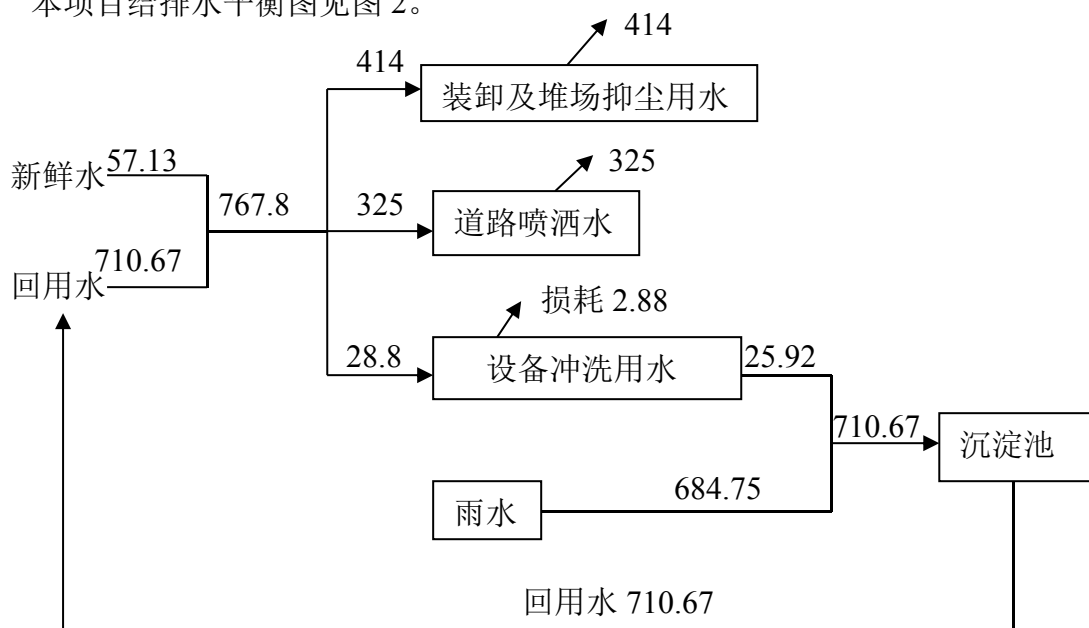 本项目给排水平衡图见图 2。
414
414
装卸及堆场抑尘用水
新鲜水
57.13
325
767.8
325
道路喷洒水
710.67
回用水
损耗 2.88
28.8
设备冲洗用水
25.92
710.67
沉淀池
684.75
雨水
回用水 710.67